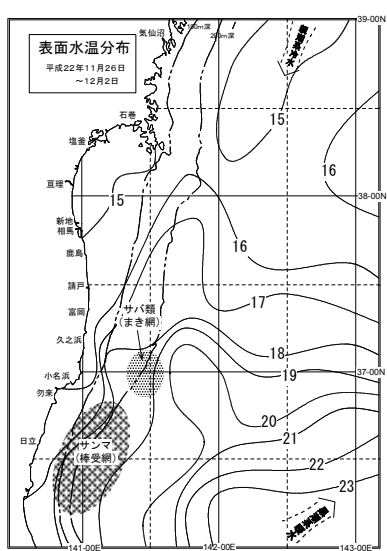 39-00N
気仙沼
100m深
200m深
表面水温分布
平成22年11月26日
～12月2日
親潮系冷水
石巻
15
塩釜
16
亘理
38-00N
15
新地
相馬
16
鹿島
請戸
17
サバ類
(まき網)
富岡
久之浜
18
37-00N
小名浜
19
勿来
20
21
日立
サンマ
(棒受網)
22
23
141-00E
142-00E
143-00E